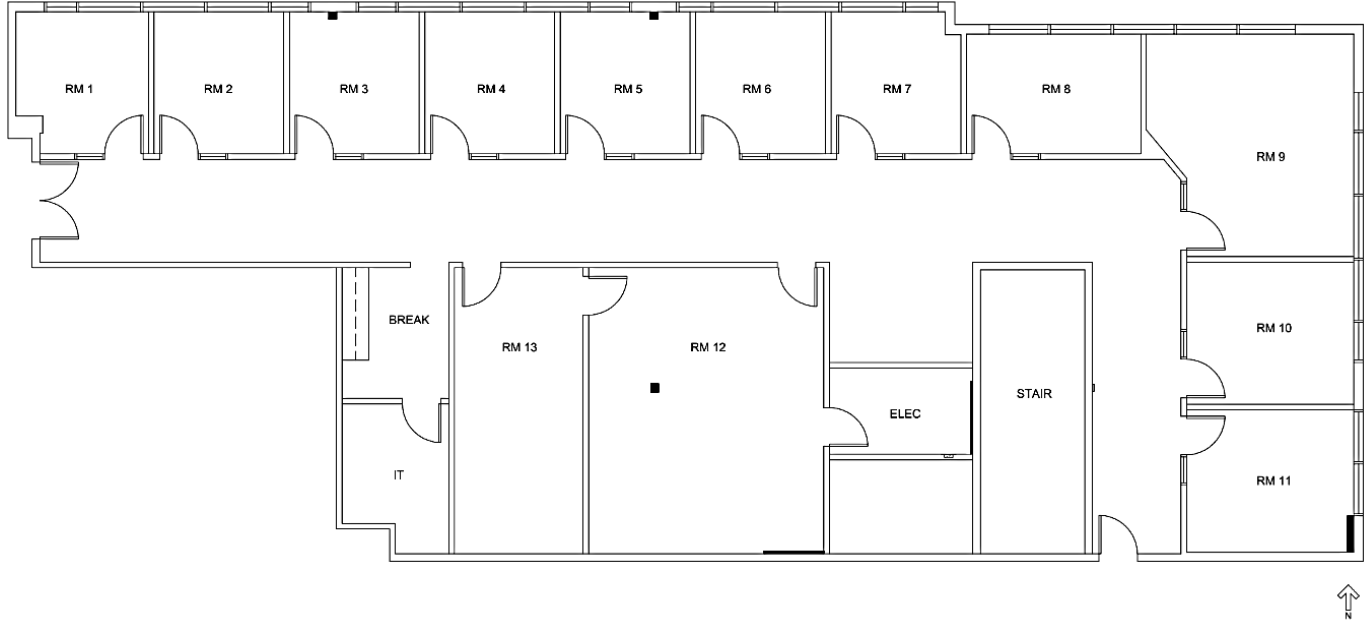 RM 1
RM 2
RM 3
RM 4
RM 5
RM 6
RM 7
RM 8
RM 9
BREAK
RM 13
RM 12
RM 10
STAIR
ELEC
IT
RM 11
N